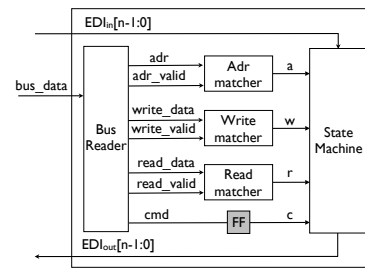 EDIin[n-1:0]
bus_data
Bus
Reader
adr
adr_valid
Adr
matcher
a
write_data
write_valid
Write
matcher
w
read_data
read_valid
Read
matcher
r
cmd
FF
c
State
Machine
EDIout[n-1:0]